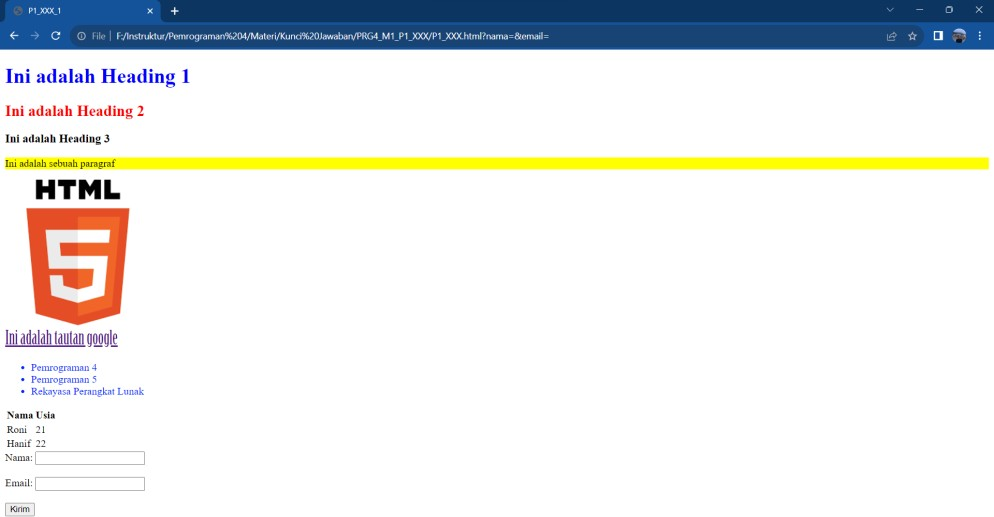 P1_XXX_1
File | F:/Instruktur/Pemrograman%204/Materi/Kunci%20Jawaban/PRG4_M1_P1_XXX/P1_XXX.html?nama=&email=
Ini adalah Heading 1
Ini adalah Heading 2
Ini adalah Heading 3
Ini adalah sebuah paragraf
HTML
5
Ini adalah tautan google
• Pemrograman 4
• Pemrograman 5
• Rekayasa Perangkat Lunak
Nama Usia
Roni 21
Hanif 22
Nama:
Email:
Kirim